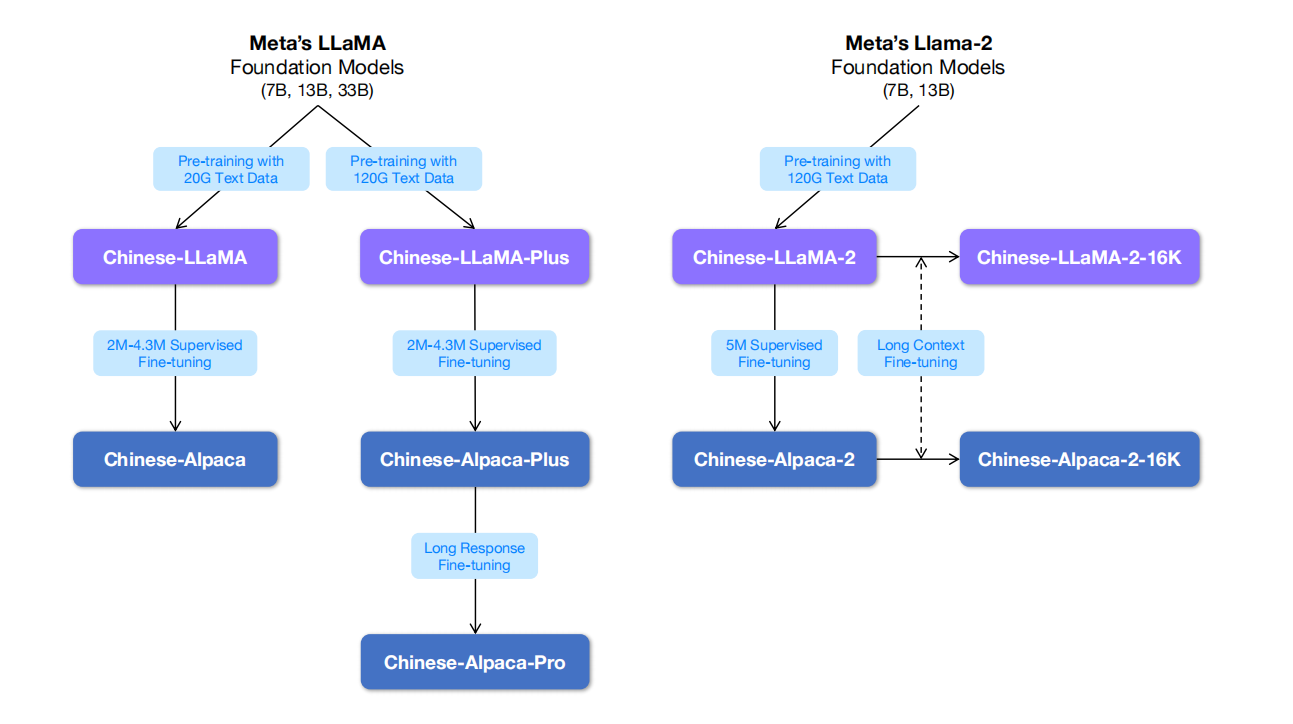 Meta’s LLaMA
Foundation Models
(7B, 13B, 33B)
Pre-training with
20G Text Data
Pre-training with
120G Text Data
Chinese-LLaMA
Chinese-LLaMA-Plus
2M-4.3M Supervised
Fine-tuning
2M-4.3M Supervised
Fine-tuning
Chinese-Alpaca
Chinese-Alpaca-Plus
Long Response
Fine-tuning
Chinese-Alpaca-Pro
Meta’s Llama-2
Foundation Models
(7B, 13B)
Pre-training with
120G Text Data
Chinese-LLaMA-2
Chinese-LLaMA-2-16K
5M Supervised
Fine-tuning
Long Context
Fine-tuning
Chinese-Alpaca-2
Chinese-Alpaca-2-16K